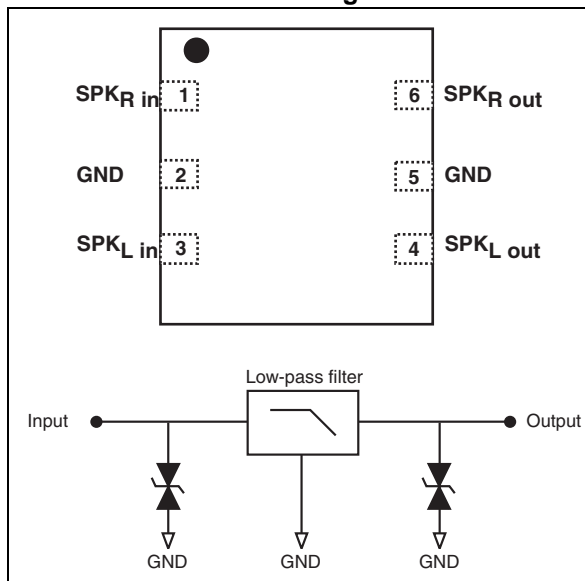 SPKR in 1 6 SPKR out
GND 2 5 GND
SPKL in 3 4 SPKL out
Low-pass filter
Input Output
GND GND GND